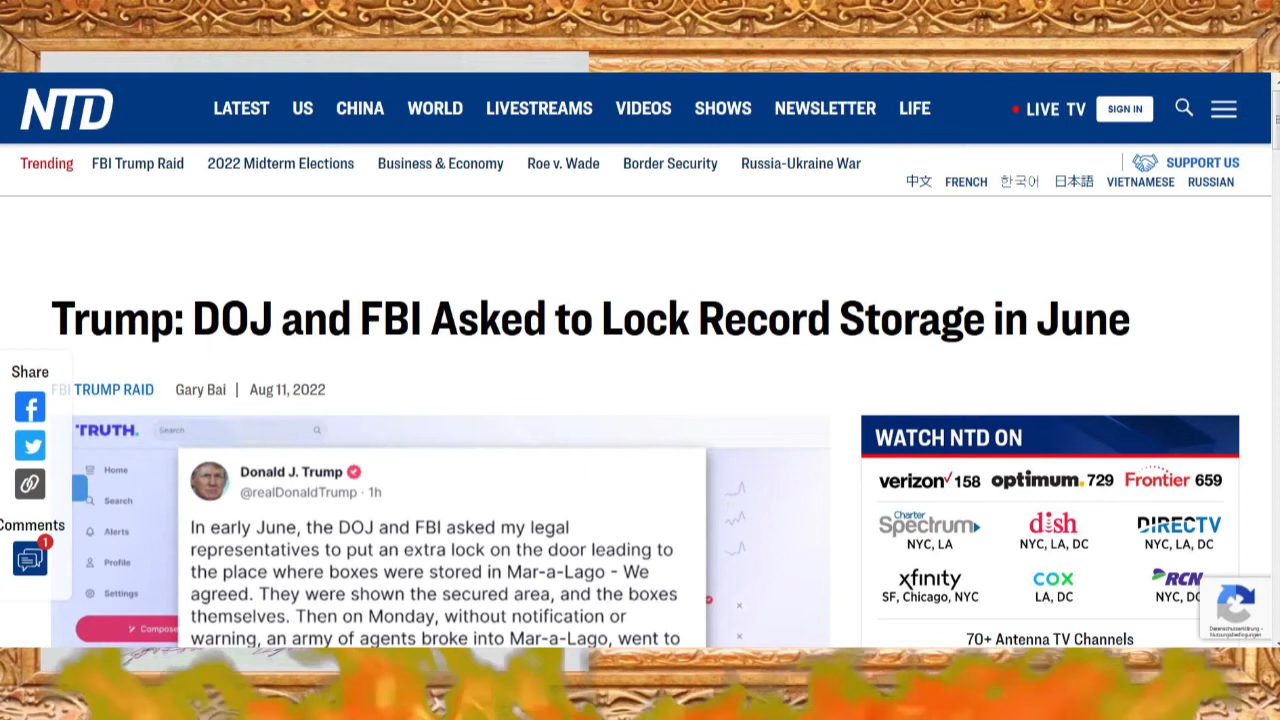 NTD
LATEST US CHINA WORLD LIVESTREAMS VIDEOS SHOWS NEWSLETTER LIFE
LIVE TV SIGN IN
Trending FBI Trump Raid 2022 Midterm Elections Business & Economy Roe v. Wade Border Security Russia-Ukraine War
SUPPORT US
中文 FRENCH 한국어 日本語 VIETNAMESE RUSSIAN
Trump: DOJ and FBI Asked to Lock Record Storage in June
Share
FBI TRUMP RAID Gary Bai | Aug 11, 2022
Comments
1
TRUTH. Search
Home
Search
Alerts
Profile
Settings
Compose
Donald J. Trump
@realDonaldTrump · 1h
In early June, the DOJ and FBI asked my legal
representatives to put an extra lock on the door leading to
the place where boxes were stored in Mar-a-Lago - We
agreed. They were shown the secured area, and the boxes
themselves. Then on Monday, without notification or
warning, an army of agents broke into Mar-a-Lago, went to
WATCH NTD ON
verizon✓ 158 optimum. 729 Frontier 659
Charter
Spectrum dish DIRECTV
NYC, LA NYC, LA, DC NYC, LA, DC
xfinity COX RCN
SF, Chicago, NYC LA, DC NYC, DC
70+ Antenna TV Channels
Datenschutzerklärung -
Nutzungsbedingungen